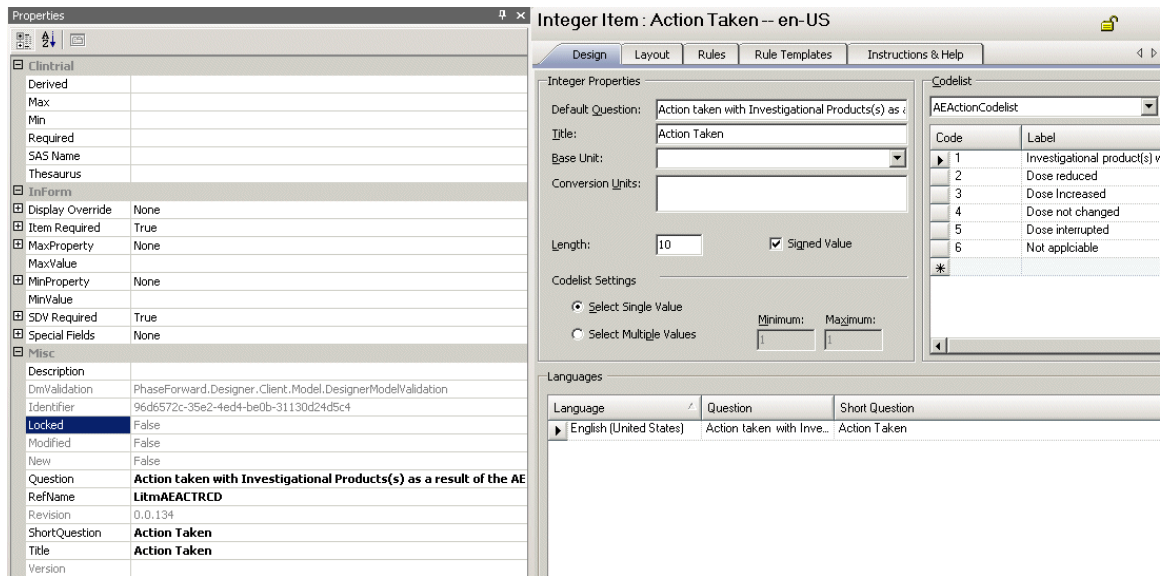 Properties
Clintrial
Derived
Max
Min
Required
SAS Name
Thesaurus
InForm
Display Override None
Item Required True
MaxProperty None
MaxValue
MinProperty None
MinValue
SDV Required True
Special Fields None
Misc
Description
DmValidation PhaseForward.Designer.Client.Model.DesignerModelValidation
Identifier 96d6572c-35e2-4ed4-be0b-31130d24d5c4
Locked False
Modified False
New False
Question Action taken with Investigational Products(s) as a result of the AE
RefName LitmAEACTRCD
Revision 0.0.134
ShortQuestion Action Taken
Title Action Taken
Version
Integer Item : Action Taken -- en-US
Design Layout Rules Rule Templates Instructions & Help
Integer Properties
Default Question: Action taken with Investigational Products(s) as a
Title: Action Taken
Base Unit:
Conversion Units:
Length: 10 Signed Value
Codelist Settings
Select Single Value
Select Multiple Values
Minimum: Maximum:
1 1
Codelist
AEActionCodelist
Code Label
1 Investigational product(s) w
2 Dose reduced
3 Dose Increased
4 Dose not changed
5 Dose interrupted
6 Not applciable
Languages
Language Question Short Question
English (United States) Action taken with Inve... Action Taken